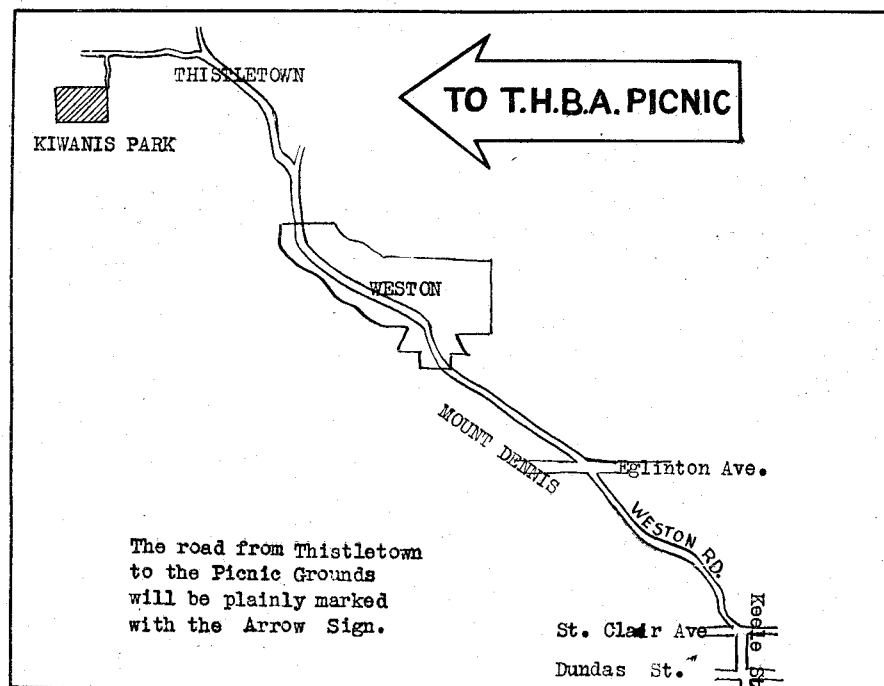 THISTLETOWN
TO T.H.B.A. PICNIC
KIWANIS PARK
WESTON
MOUNT DENNIS
Eglinton Ave.
WESTON RD.
The road from Thistletown
to the Picnic Grounds
will be plainly marked
with the Arrow Sign.
Keele St
St. Clair Ave
Dundas St.